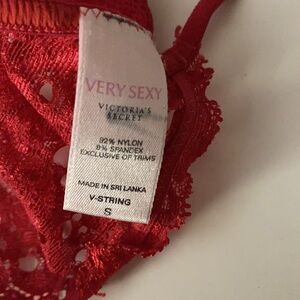 VERY SEXY
VICTORIA'S
SECRET
92% NYLON
8% SPANDEX
EXCLUSIVE OF TRIMS
MADE IN SRI LANKA
V-STRING
S